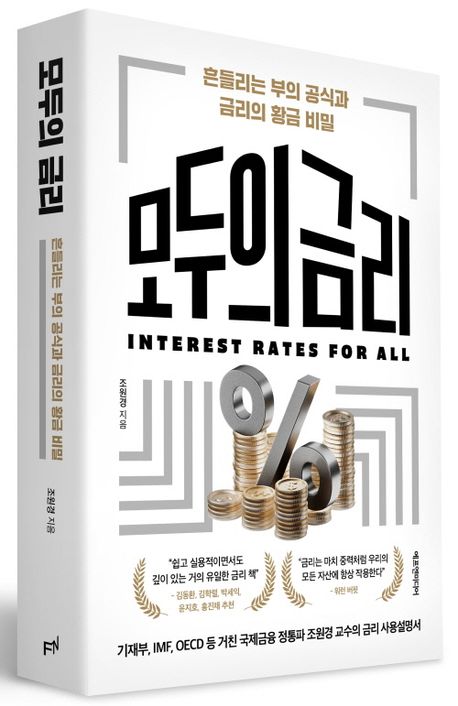 모두의 금리
흔들리는 부의 공식과 금리의 황금 비밀
조원경 지음
흔들리는 부의 공식과
금리의 황금 비밀
모두의금리
INTEREST RATES FOR ALL
조원경 지음
%
"쉽고 실용적이면서도
깊이 있는 거의 유일한 금리 책"
- 김동환, 김학렬, 박세익,
윤지호, 홍진채 추천
"금리는 마치 중력처럼 우리의
모든 자산에 항상 작용한다"
- 워런 버핏
에프엔미디어
기재부, IMF, OECD 등 거친 국제금융 정통파 조원경 교수의 금리 사용설명서